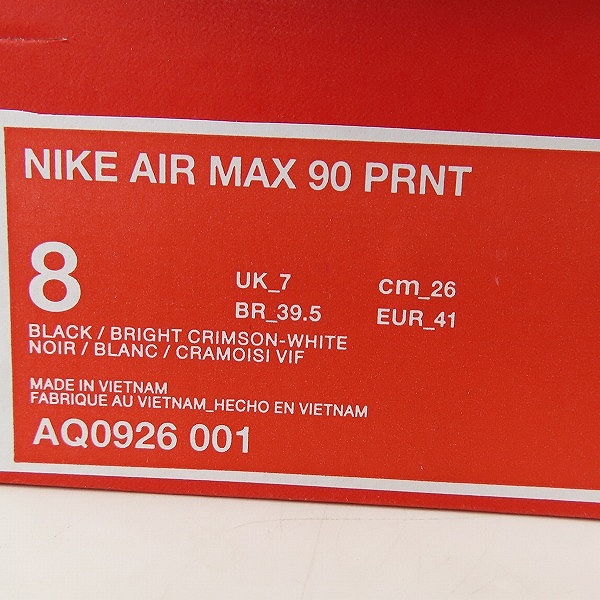 NIKE AIR MAX 90 PRNT
8 UK_7 cm_26
BR_39.5 EUR_41
BLACK / BRIGHT CRIMSON-WHITE
NOIR / BLANC / CRAMOISI VIF
MADE IN VIETNAM
FABRIQUE AU VIETNAM_HECHO EN VIETNAM
AQ0926 001